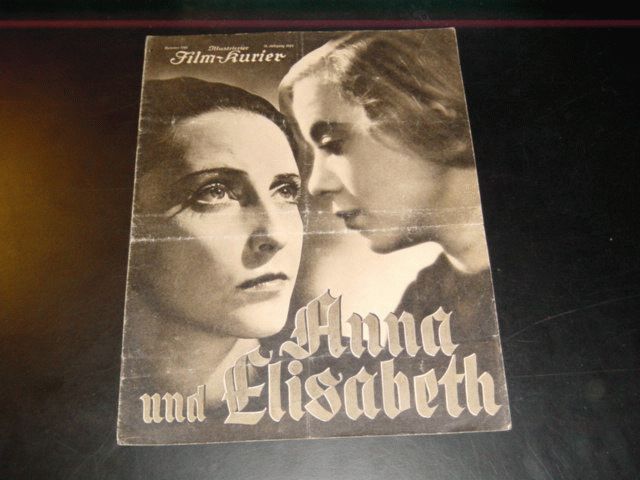 Illustrierter
Film-Kurier
Anna
und Elisabeth